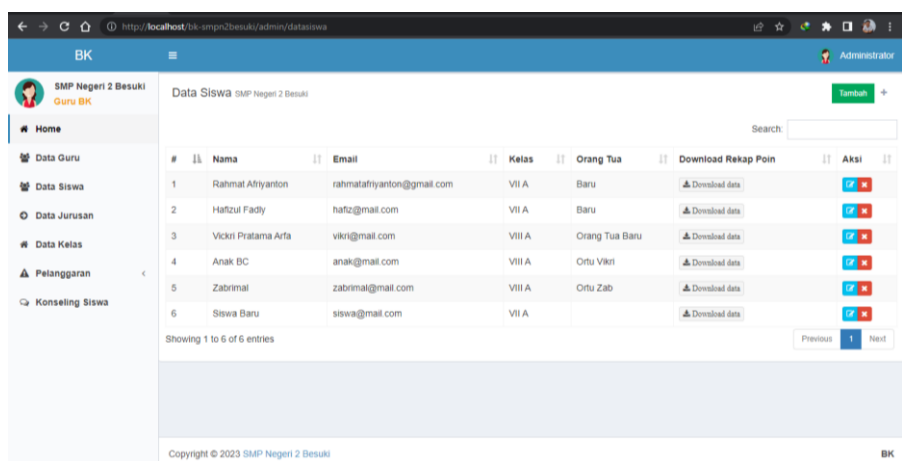 http://localhost/bk-smpn2besuki/admin/datasiswa
BK
Administrator
SMP Negeri 2 Besuki
Guru BK
Home
Data Guru
Data Siswa
Data Jurusan
Data Kelas
Pelanggaran
Konseling Siswa
Data Siswa SMP Negeri 2 Besuki
Tambah +
Search:
# Nama Email Kelas Orang Tua Download Rekap Poin Aksi
1 Rahmat Afriyanton rahmatafriyanton@gmail.com VII A Baru Download data
2 Hafizul Fadly hafiz@mail.com VII A Baru Download data
3 Vickri Pratama Arfa vikri@mail.com VIII A Orang Tua Baru Download data
4 Anak BC anak@mail.com VIII A Ortu Vikri Download data
5 Zabrimal zabrimal@mail.com VIII A Ortu Zab Download data
6 Siswa Baru siswa@mail.com VII A Download data
Showing 1 to 6 of 6 entries
Previous 1 Next
Copyright © 2023 SMP Negeri 2 Besuki
BK